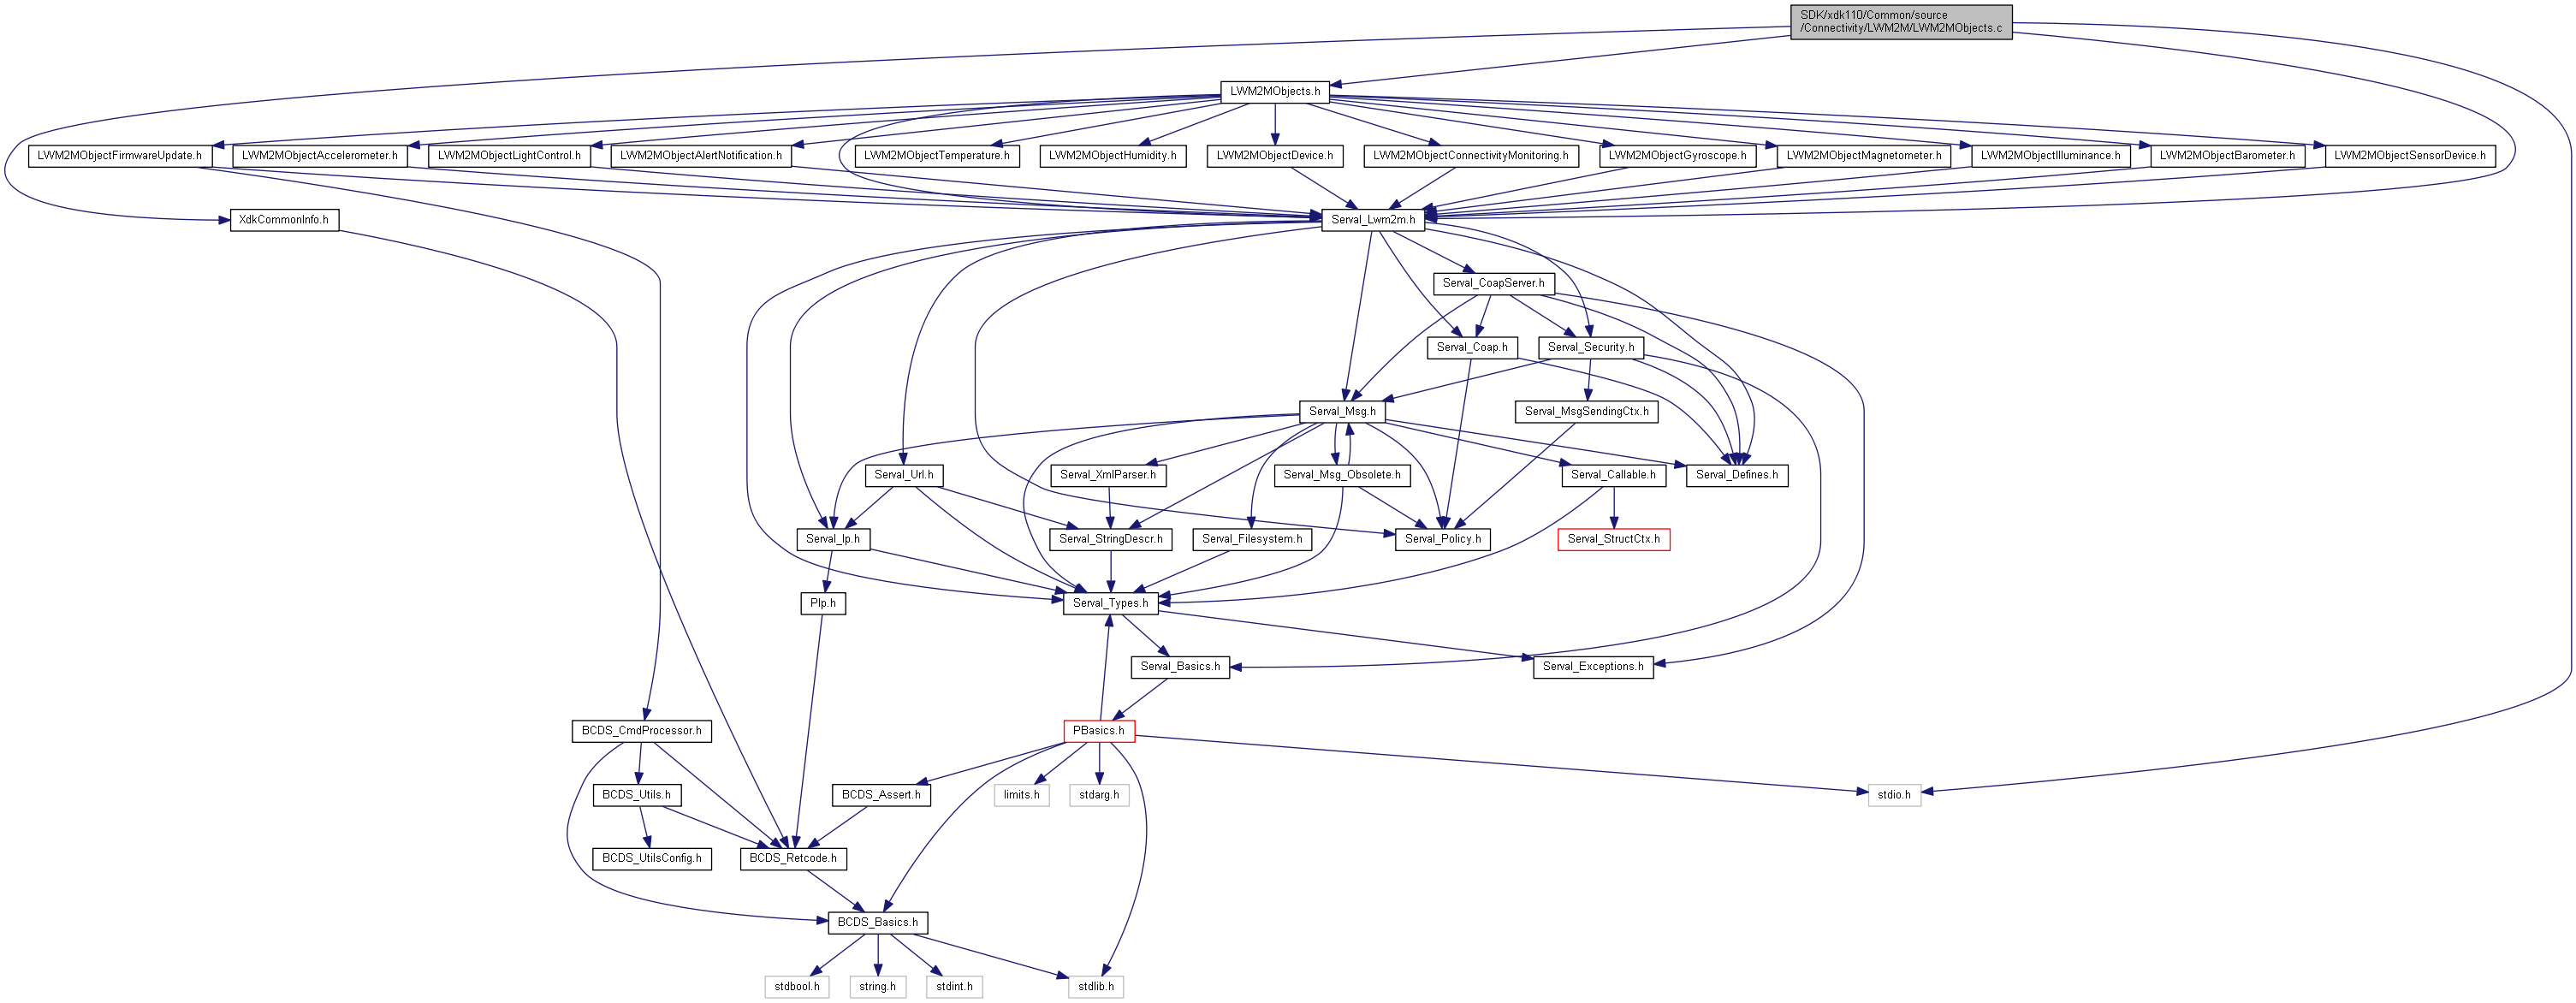 SDK/xdk110/Common/source
/Connectivity/LWM2M/LWM2MObjects.c
LWM2MObjects.h
LWM2MObjectFirmwareUpdate.h
LWM2MObjectAccelerometer.h
LWM2MObjectLightControl.h
LWM2MObjectAlertNotification.h
LWM2MObjectTemperature.h
LWM2MObjectHumidity.h
LWM2MObjectDevice.h
LWM2MObjectConnectivityMonitoring.h
LWM2MObjectGyroscope.h
LWM2MObjectMagnetometer.h
LWM2MObjectIlluminance.h
LWM2MObjectBarometer.h
LWM2MObjectSensorDevice.h
XdkCommonInfo.h
Serval_Lwm2m.h
Serval_CoapServer.h
Serval_Coap.h
Serval_Security.h
Serval_Msg.h
Serval_MsgSendingCtx.h
Serval_Url.h
Serval_XmlParser.h
Serval_Msg_Obsolete.h
Serval_Callable.h
Serval_Defines.h
Serval_Ip.h
Serval_StringDescr.h
Serval_Filesystem.h
Serval_Policy.h
Serval_StructCtx.h
PIp.h
Serval_Types.h
Serval_Basics.h
Serval_Exceptions.h
BCDS_CmdProcessor.h
PBasics.h
BCDS_Utils.h
BCDS_Assert.h
limits.h
stdarg.h
stdio.h
BCDS_UtilsConfig.h
BCDS_Retcode.h
BCDS_Basics.h
stdbool.h
string.h
stdint.h
stdlib.h